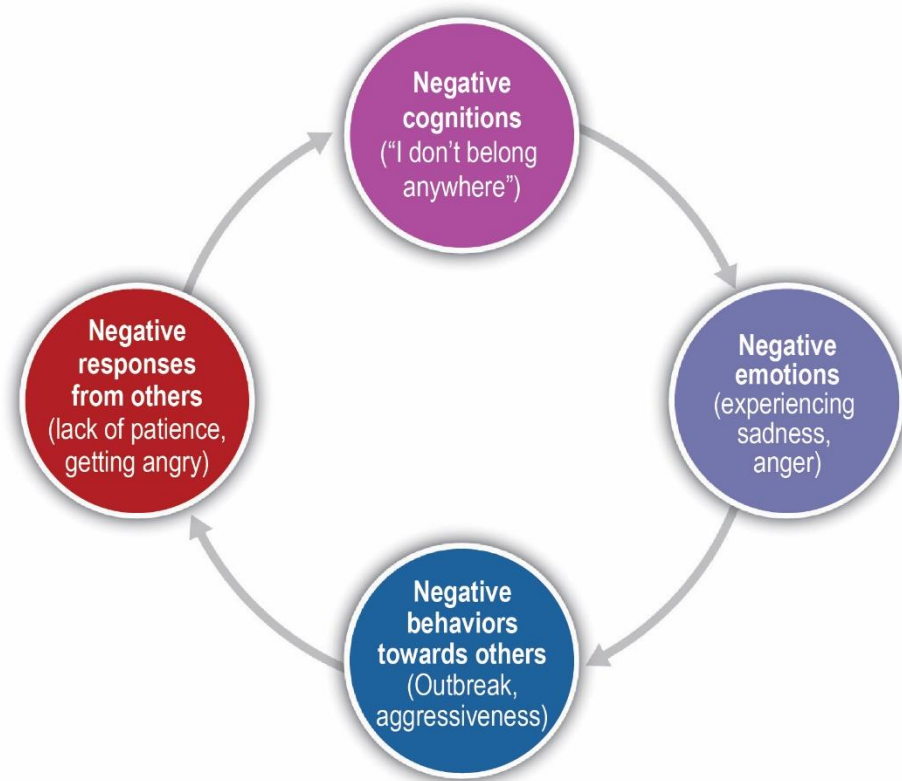 Negative
cognitions
(“I don’t belong
anywhere”)
Negative
emotions
(experiencing
sadness,
anger)
Negative
behaviors
towards others
(Outbreak,
aggressiveness)
Negative
responses
from others
(lack of patience,
getting angry)